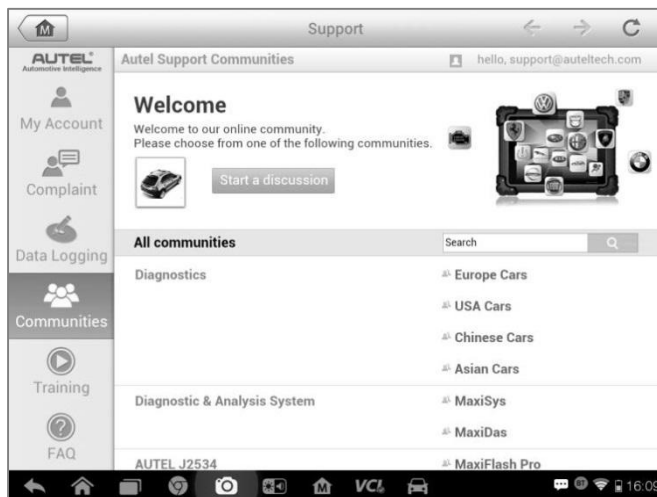 Support
AUTEL®
Automotive Intelligence
Autel Support Communities
hello, support@auteltech.com
My Account
Complaint
Data Logging
Communities
Training
FAQ
Welcome
Welcome to our online community.
Please choose from one of the following communities.
Start a discussion
All communities
Search
Diagnostics
Europe Cars
USA Cars
Chinese Cars
Asian Cars
Diagnostic & Analysis System
MaxiSys
MaxiDas
AUTEL J2534
MaxiFlash Pro
M
VCI
BT
16:09